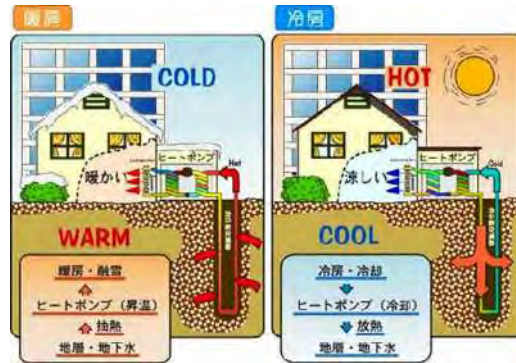 暖房
COLD
ヒートポンプ
Hot
暖かい
WARM
暖房・融雪
ヒートポンプ（昇温）
抽熱
地層・地下水
冷房
HOT
ヒートポンプ
Cold
涼しい
COOL
冷房・冷却
ヒートポンプ（冷却）
放熱
地層・地下水